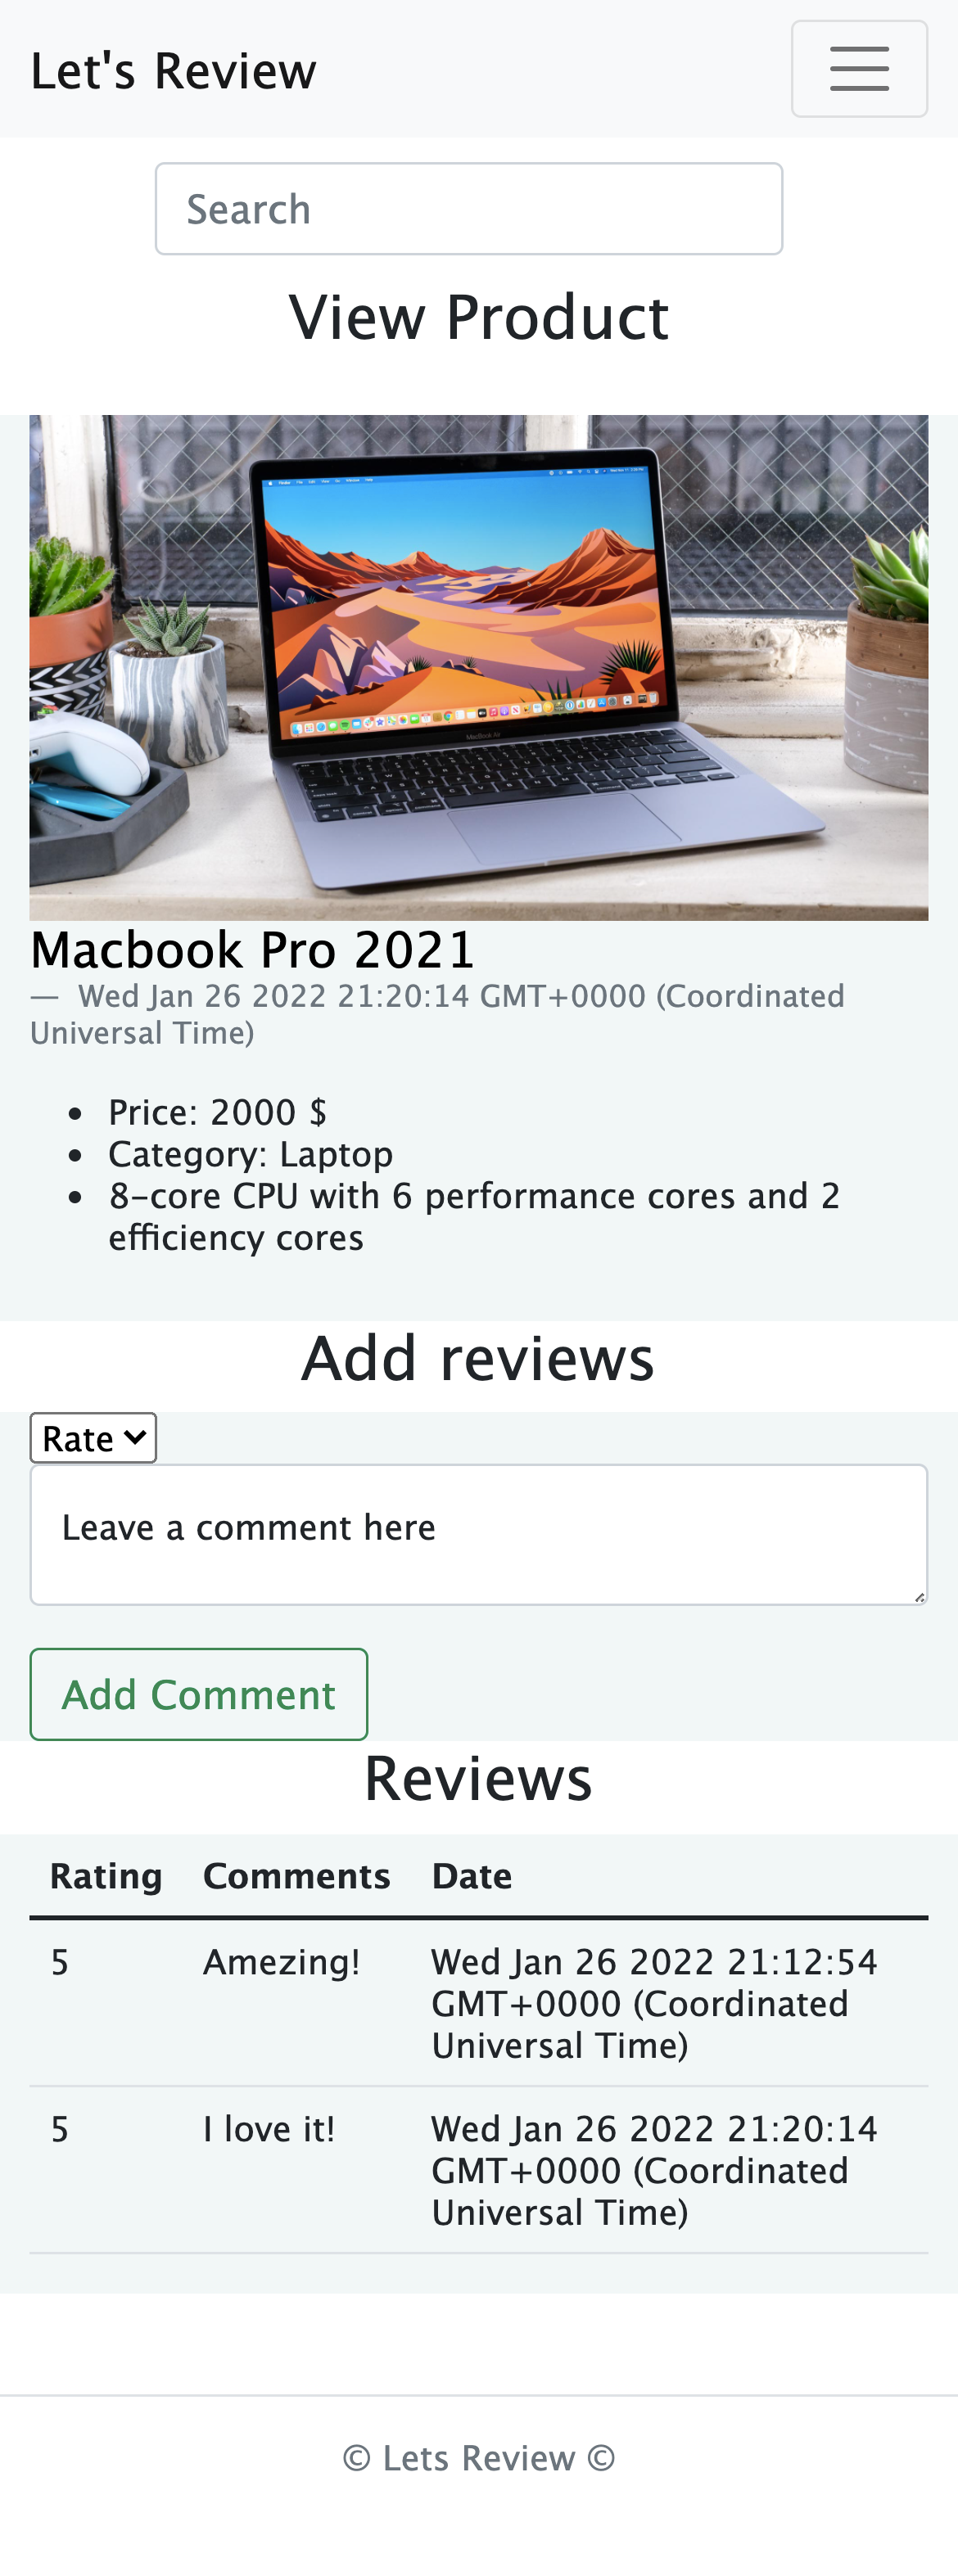 Let's Review
Search
View Product
MacBook Air
Macbook Pro 2021
— Wed Jan 26 2022 21:20:14 GMT+0000 (Coordinated
Universal Time)
• Price: 2000 $
• Category: Laptop
• 8-core CPU with 6 performance cores and 2
efficiency cores
Add reviews
Rate
Leave a comment here
Add Comment
Reviews
Rating Comments Date
5 Amezing! Wed Jan 26 2022 21:12:54
GMT+0000 (Coordinated
Universal Time)
5 I love it! Wed Jan 26 2022 21:20:14
GMT+0000 (Coordinated
Universal Time)
© Lets Review ©